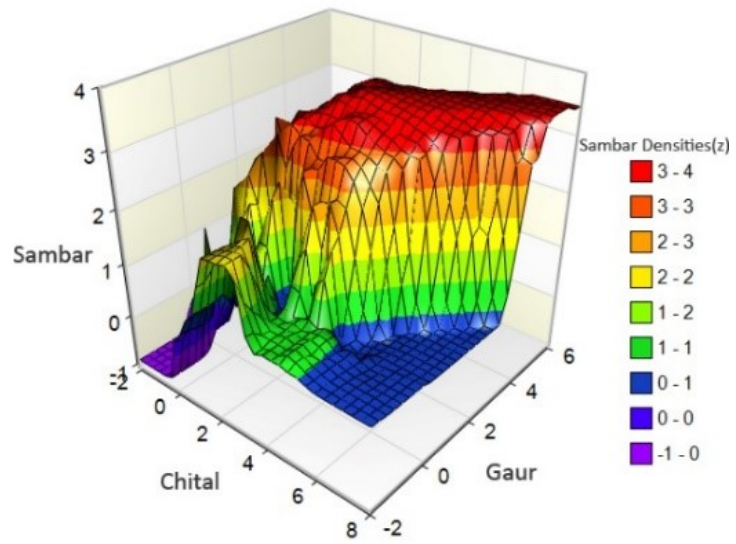 4
3
2
1
0
-1
Sambar
-2
0
2
4
6
8
Chital
-2
0
2
4
6
Gaur
Sambar Densities(z)
3 - 4
3 - 3
2 - 3
2 - 2
1 - 2
1 - 1
0 - 1
0 - 0
-1 - 0